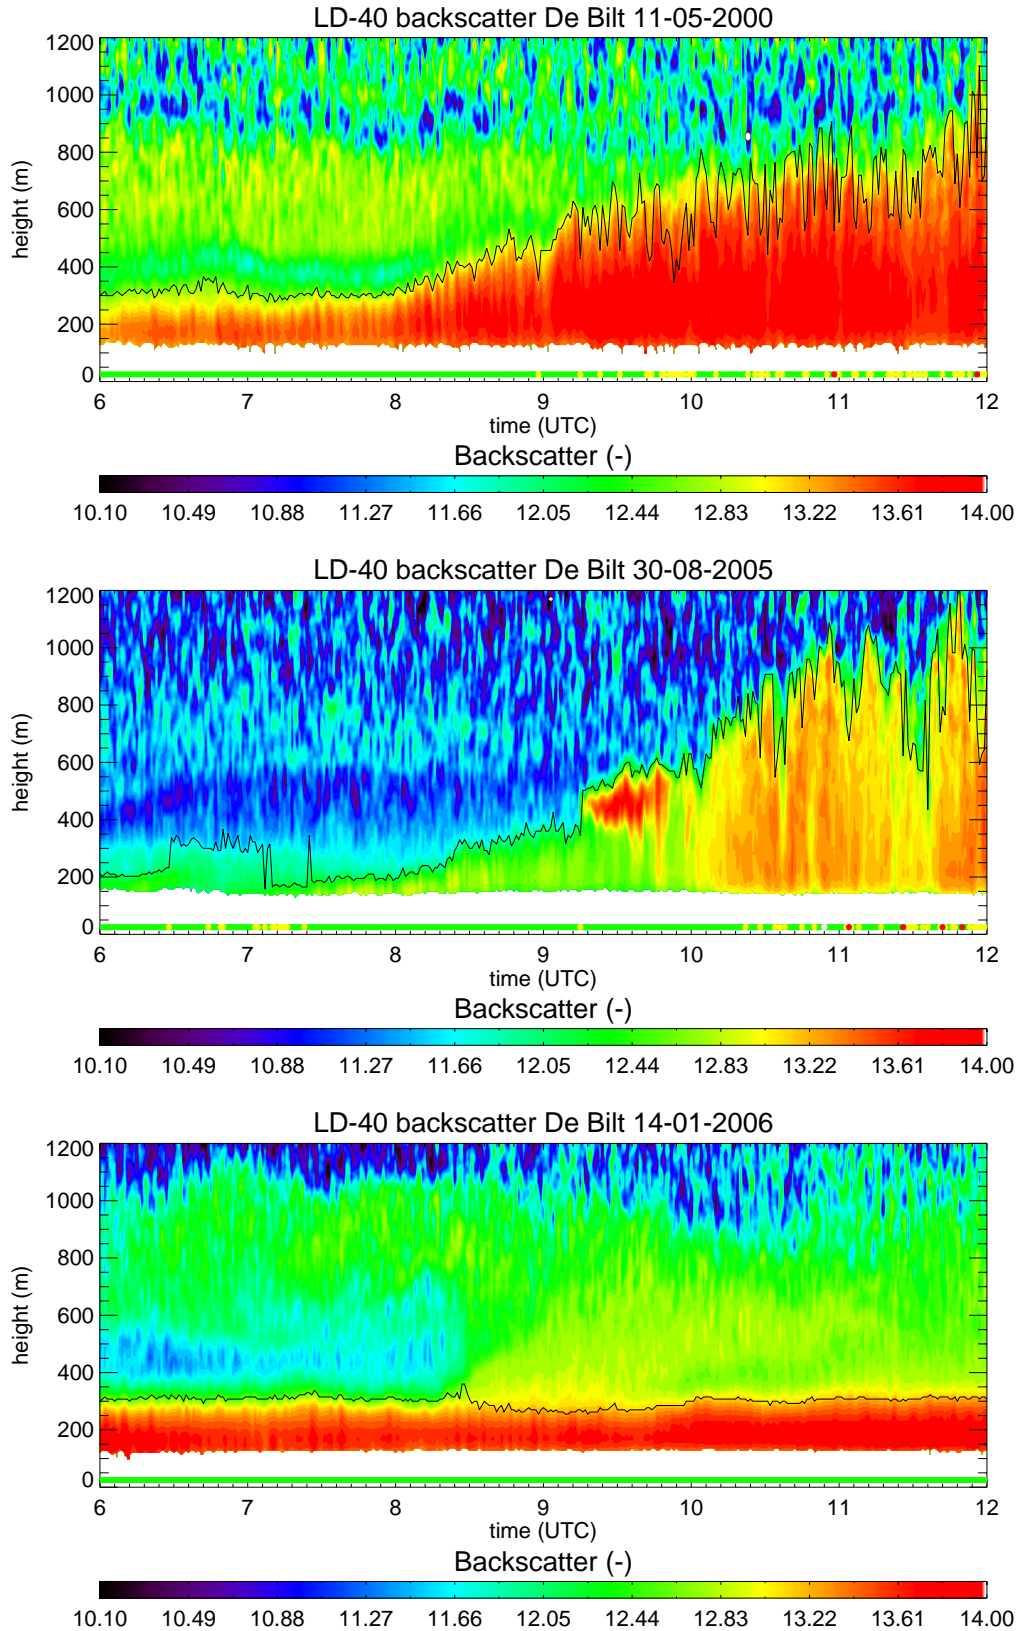 LD-40 backscatter De Bilt 11-05-2000
1200
1000
800
600
400
200
0
height (m)
6 7 8 9 10 11 12
time (UTC)
Backscatter (-)
10.10 10.49 10.88 11.27 11.66 12.05 12.44 12.83 13.22 13.61 14.00
LD-40 backscatter De Bilt 30-08-2005
1200
1000
800
600
400
200
0
height (m)
6 7 8 9 10 11 12
time (UTC)
Backscatter (-)
10.10 10.49 10.88 11.27 11.66 12.05 12.44 12.83 13.22 13.61 14.00
LD-40 backscatter De Bilt 14-01-2006
1200
1000
800
600
400
200
0
height (m)
6 7 8 9 10 11 12
time (UTC)
Backscatter (-)
10.10 10.49 10.88 11.27 11.66 12.05 12.44 12.83 13.22 13.61 14.00